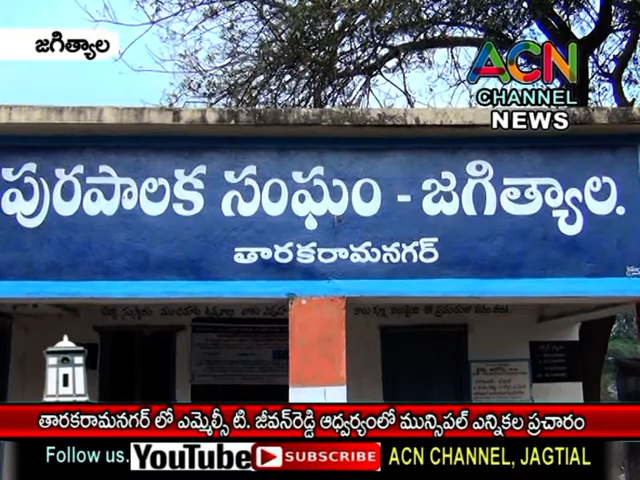 జగిత్యాల
ACN
CHANNEL
NEWS
పురపాలక సంఘం - జగిత్యాల.
తారకరామనగర్
తారకరామనగర్ లో ఎమ్మెల్సీ టి. జీవన్‌రెడ్డి ఆధ్వర్యంలో మున్సిపల్ ఎన్నికల ప్రచారం
Follow us. YouTube SUBSCRIBE ACN CHANNEL, JAGTIAL